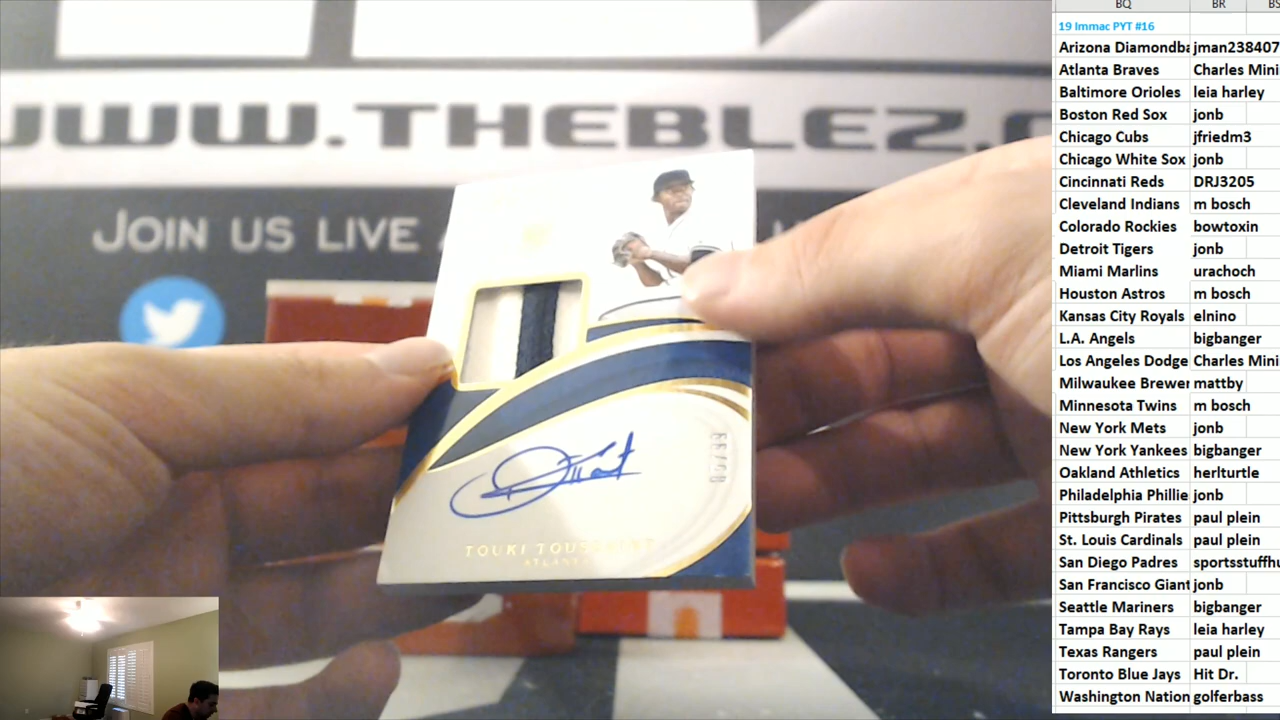 BQ BR BS
19 Immac PYT #16
Arizona Diamondba jman238407
Atlanta Braves Charles Mini
Baltimore Orioles leia harley
Boston Red Sox jonb
Chicago Cubs jfriedm3
Chicago White Sox jonb
Cincinnati Reds DRJ3205
Cleveland Indians m bosch
Colorado Rockies bowtoxin
Detroit Tigers jonb
Miami Marlins urachoch
Houston Astros m bosch
Kansas City Royals elnino
L.A. Angels bigbanger
Los Angeles Dodge Charles Mini
Milwaukee Brewer mattby
Minnesota Twins m bosch
New York Mets jonb
New York Yankees bigbanger
Oakland Athletics herlturtle
Philadelphia Phillie jonb
Pittsburgh Pirates paul plein
St. Louis Cardinals paul plein
San Diego Padres sportsstuffhu
San Francisco Giant jonb
Seattle Mariners bigbanger
Tampa Bay Rays leia harley
Texas Rangers paul plein
Toronto Blue Jays Hit Dr.
Washington Nation golferbass
WWW.THEBLEZ.
JOIN US LIVE
TOUKI
ATLANTA